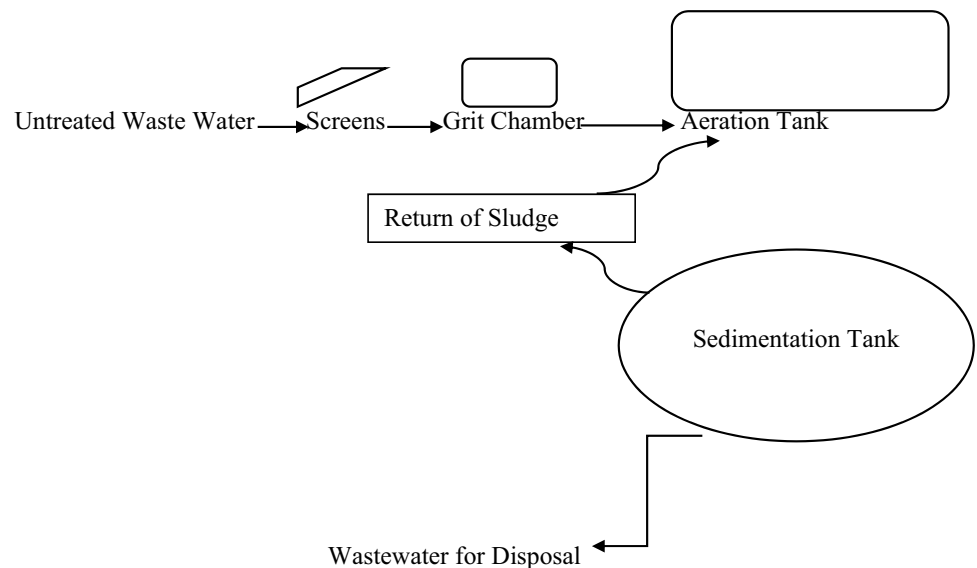 Untreated Waste Water Screens Grit Chamber Aeration Tank
Return of Sludge
Sedimentation Tank
Wastewater for Disposal